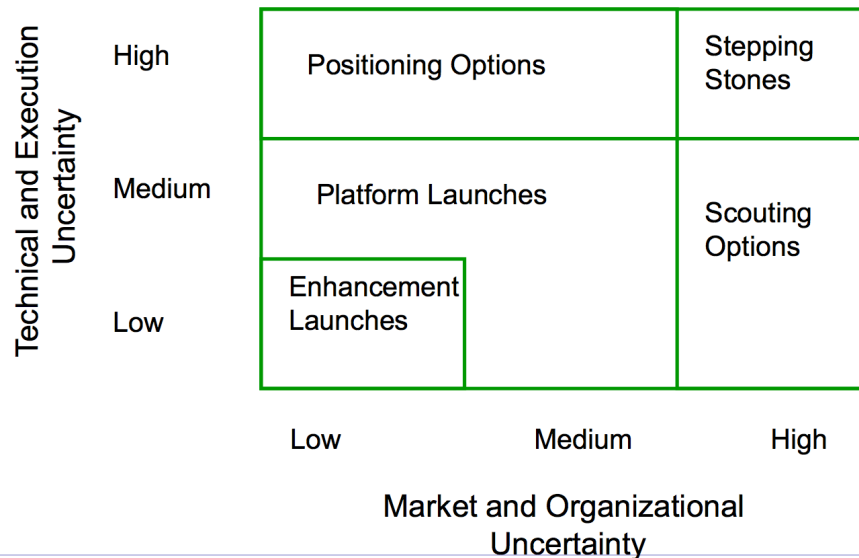 Technical and Execution
Uncertainty
High
Medium
Low
Positioning Options
Stepping
Stones
Platform Launches
Scouting
Options
Enhancement
Launches
Low
Medium
High
Market and Organizational
Uncertainty